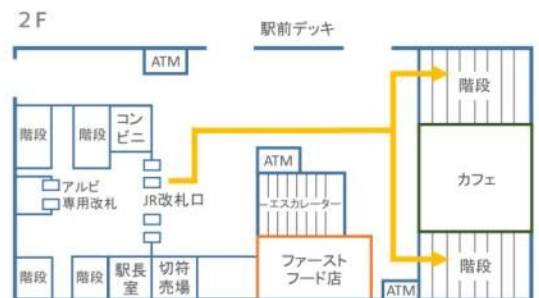 2F
駅前デッキ
ATM
階段
階段
階段
コン
ビニ
ATM
アルビ
専用改札
JR改札口
エスカレーター
カフェ
階段
階段
駅長
室
切符
売場
ファースト
フード店
ATM
階段